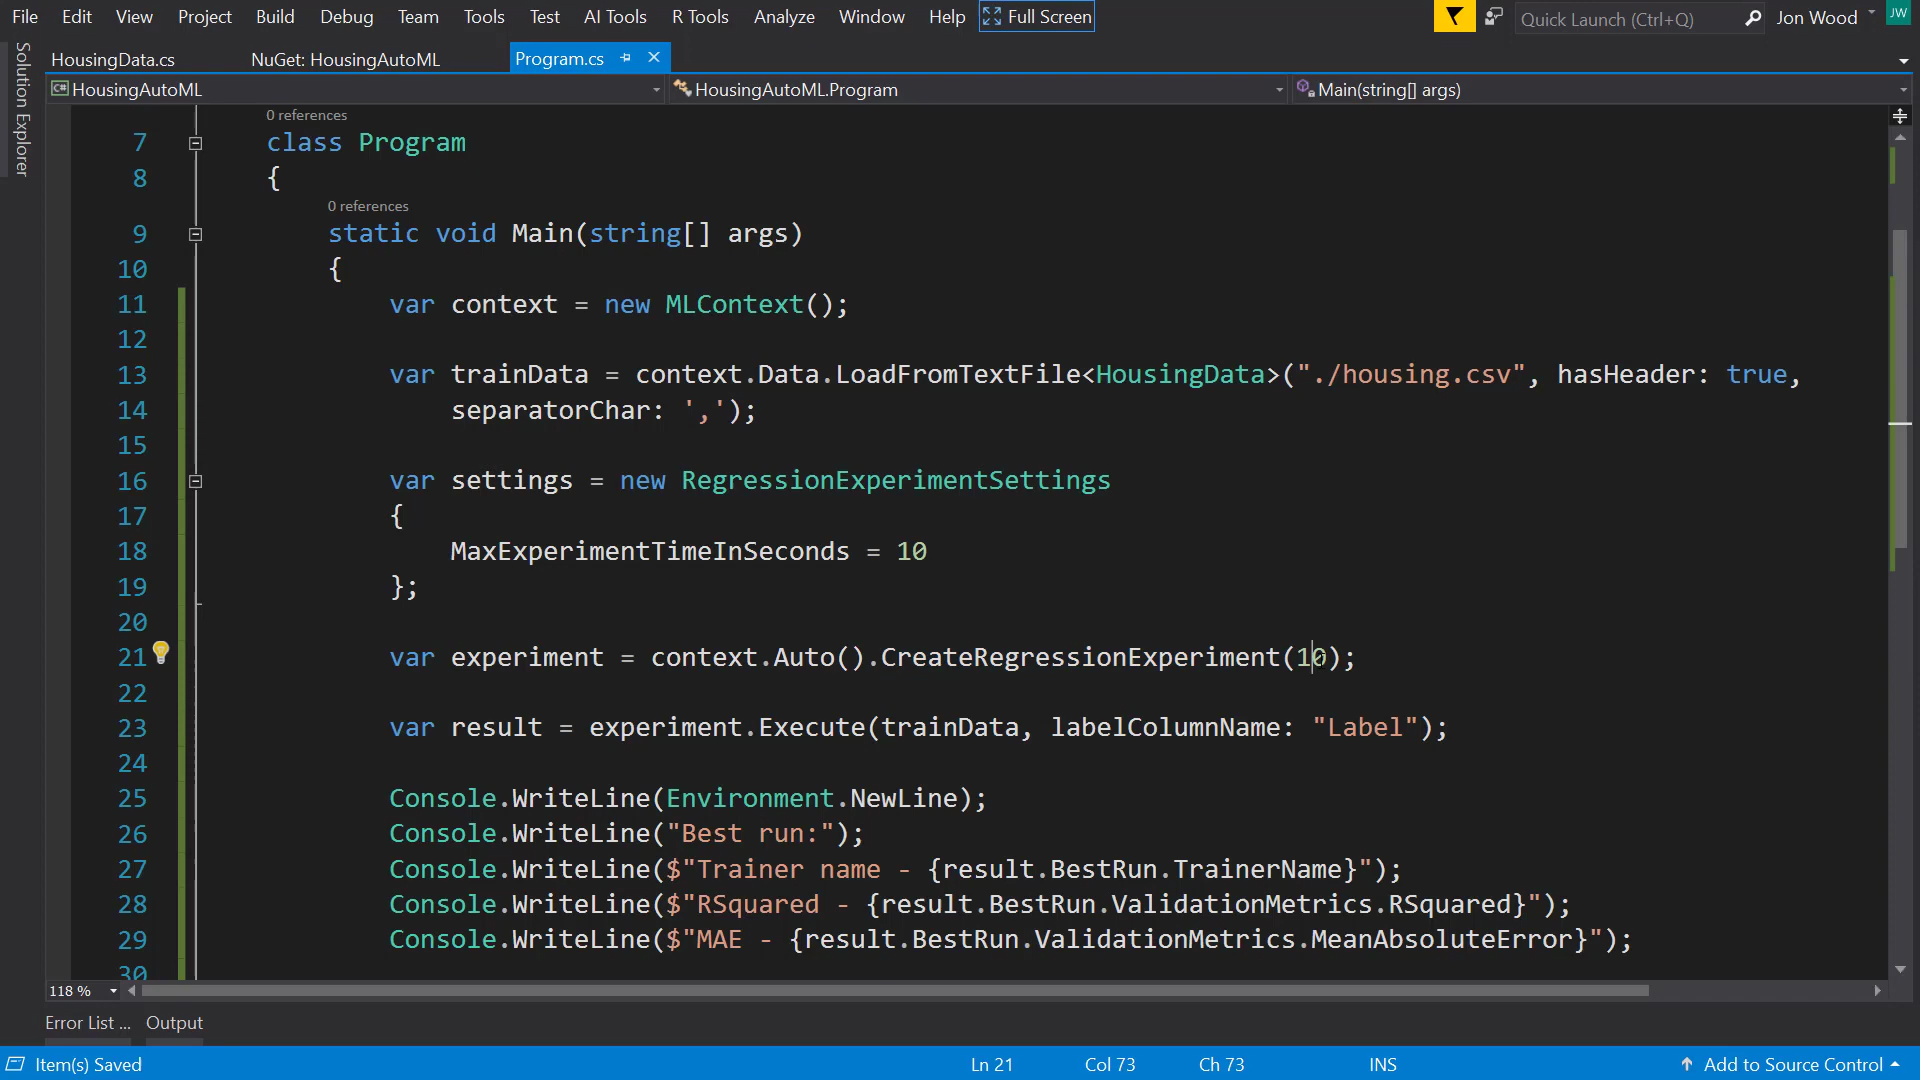 File Edit View Project Build Debug Team Tools Test AI Tools R Tools Analyze Window Help Full Screen Quick Launch (Ctrl+Q) Jon Wood JW
Solution Explorer
HousingData.cs NuGet: HousingAutoML Program.cs
C# HousingAutoML HousingAutoML.Program Main(string[] args)
0 references
7 class Program
8 {
0 references
9 static void Main(string[] args)
10 {
11 var context = new MLContext();
12
13 var trainData = context.Data.LoadFromTextFile<HousingData>("./housing.csv", hasHeader: true,
14 separatorChar: ',');
15
16 var settings = new RegressionExperimentSettings
17 {
18 MaxExperimentTimeInSeconds = 10
19 };
20
21 var experiment = context.Auto().CreateRegressionExperiment(10);
22
23 var result = experiment.Execute(trainData, labelColumnName: "Label");
24
25 Console.WriteLine(Environment.NewLine);
26 Console.WriteLine("Best run:");
27 Console.WriteLine($"Trainer name - {result.BestRun.TrainerName}");
28 Console.WriteLine($"RSquared - {result.BestRun.ValidationMetrics.RSquared}");
29 Console.WriteLine($"MAE - {result.BestRun.ValidationMetrics.MeanAbsoluteError}");
30
118 %
Error List ... Output
Item(s) Saved Ln 21 Col 73 Ch 73 INS Add to Source Control